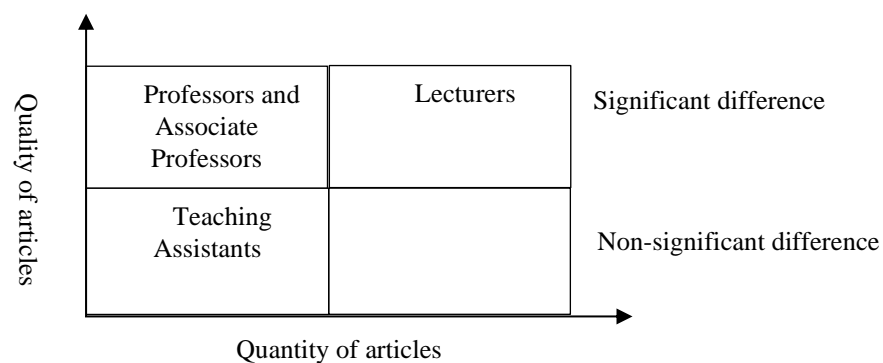 Professors and
Associate
Professors
Lecturers
Significant difference
Quality of articles
Teaching
Assistants
Non-significant difference
Quantity of articles